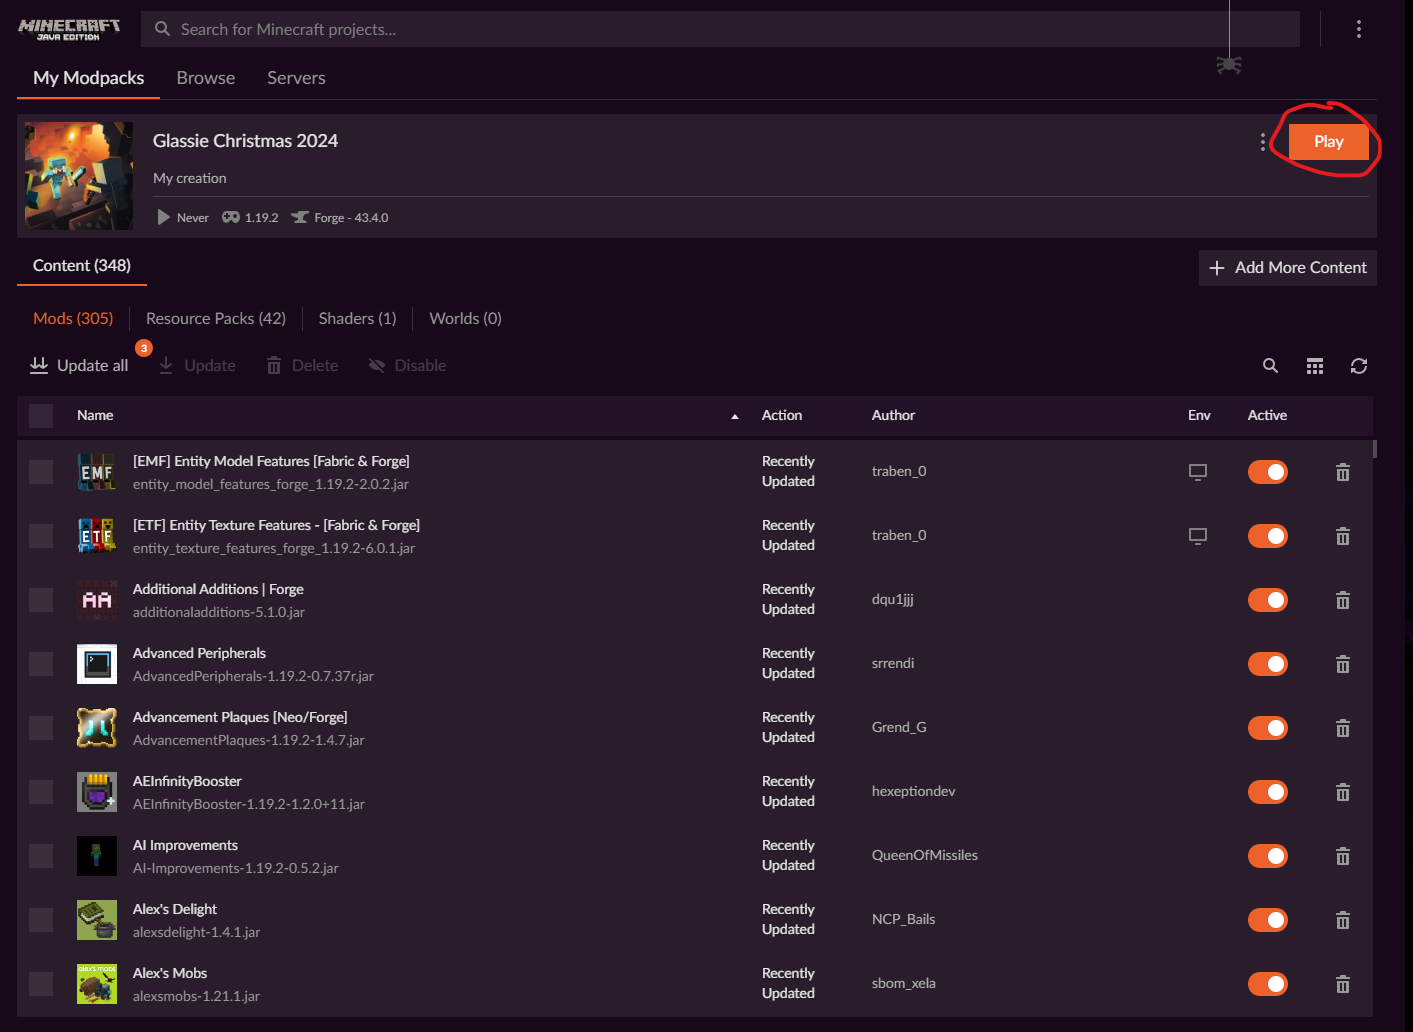 MINECRAFT
JAVA EDITION
Search for Minecraft projects...
My Modpacks Browse Servers
Glassie Christmas 2024
Play
My creation
Never 1.19.2 Forge - 43.4.0
Content (348)
Add More Content
Mods (305) Resource Packs (42) Shaders (1) Worlds (0)
3
Update all Update Delete Disable
Name Action Author Env Active
EMF
[EMF] Entity Model Features [Fabric & Forge]
entity_model_features_forge_1.19.2-2.0.2.jar
Recently
Updated
traben_0
ETF
[ETF] Entity Texture Features - [Fabric & Forge]
entity_texture_features_forge_1.19.2-6.0.1.jar
Recently
Updated
traben_0
AA
Additional Additions | Forge
additionaladditions-5.1.0.jar
Recently
Updated
dqu1jjj
Advanced Peripherals
AdvancedPeripherals-1.19.2-0.7.37r.jar
Recently
Updated
srrendi
Advancement Plaques [Neo/Forge]
AdvancementPlaques-1.19.2-1.4.7.jar
Recently
Updated
Grend_G
AEInfinityBooster
AEInfinityBooster-1.19.2-1.2.0+11.jar
Recently
Updated
hexeptiondev
AI Improvements
AI-Improvements-1.19.2-0.5.2.jar
Recently
Updated
QueenOfMissiles
Alex's Delight
alexsdelight-1.4.1.jar
Recently
Updated
NCP_Bails
alex's mobs
Alex's Mobs
alexsmobs-1.21.1.jar
Recently
Updated
sbom_xela